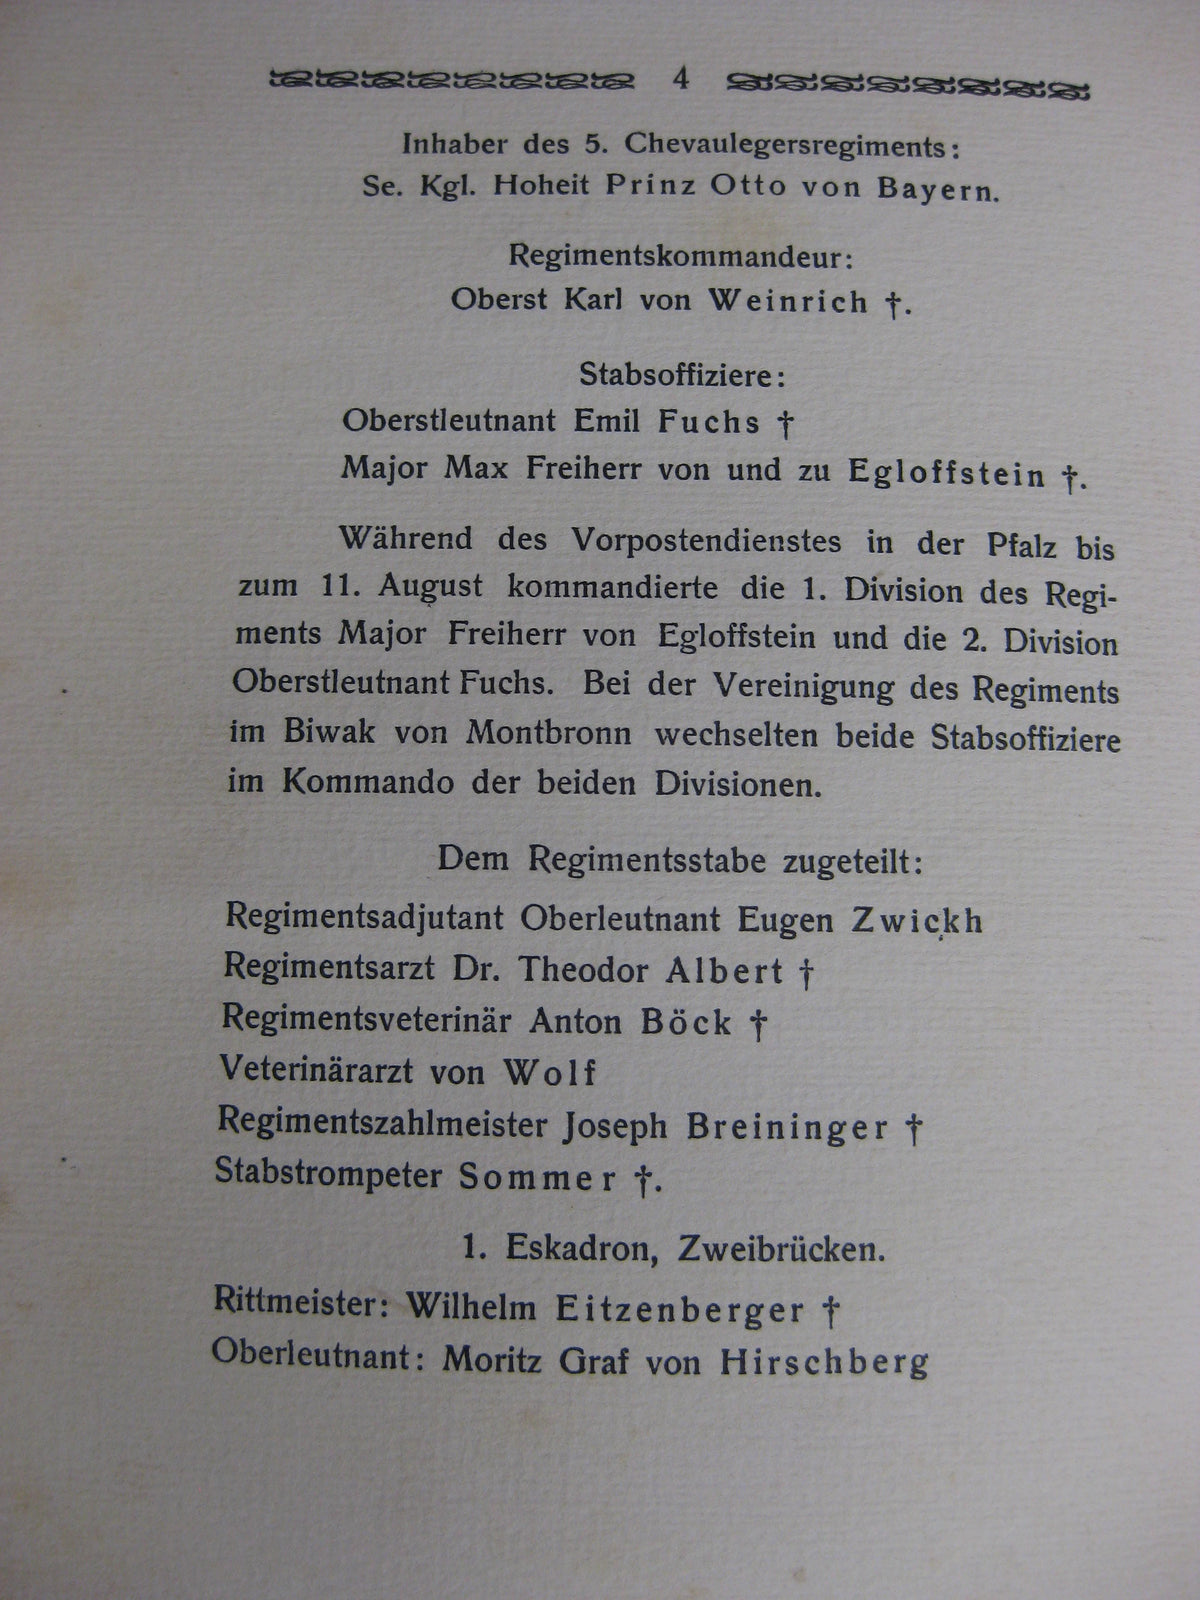 4
Inhaber des 5. Chevaulegersregiments:
Se. Kgl. Hoheit Prinz Otto von Bayern.
Regimentskommandeur:
Oberst Karl von Weinrich †.
Stabsoffiziere:
Oberstleutnant Emil Fuchs †
Major Max Freiherr von und zu Egloffstein †.
Während des Vorpostendienstes in der Pfalz bis
zum 11. August kommandierte die 1. Division des Regi-
ments Major Freiherr von Egloffstein und die 2. Division
Oberstleutnant Fuchs. Bei der Vereinigung des Regiments
im Biwak von Montbronn wechselten beide Stabsoffiziere
im Kommando der beiden Divisionen.
Dem Regimentsstabe zugeteilt:
Regimentsadjutant Oberleutnant Eugen Zwickh
Regimentsarzt Dr. Theodor Albert †
Regimentsveterinär Anton Böck †
Veterinärarzt von Wolf
Regimentszahlmeister Joseph Breininger †
Stabstrompeter Sommer †.
1. Eskadron, Zweibrücken.
Rittmeister: Wilhelm Eitzenberger †
Oberleutnant: Moritz Graf von Hirschberg